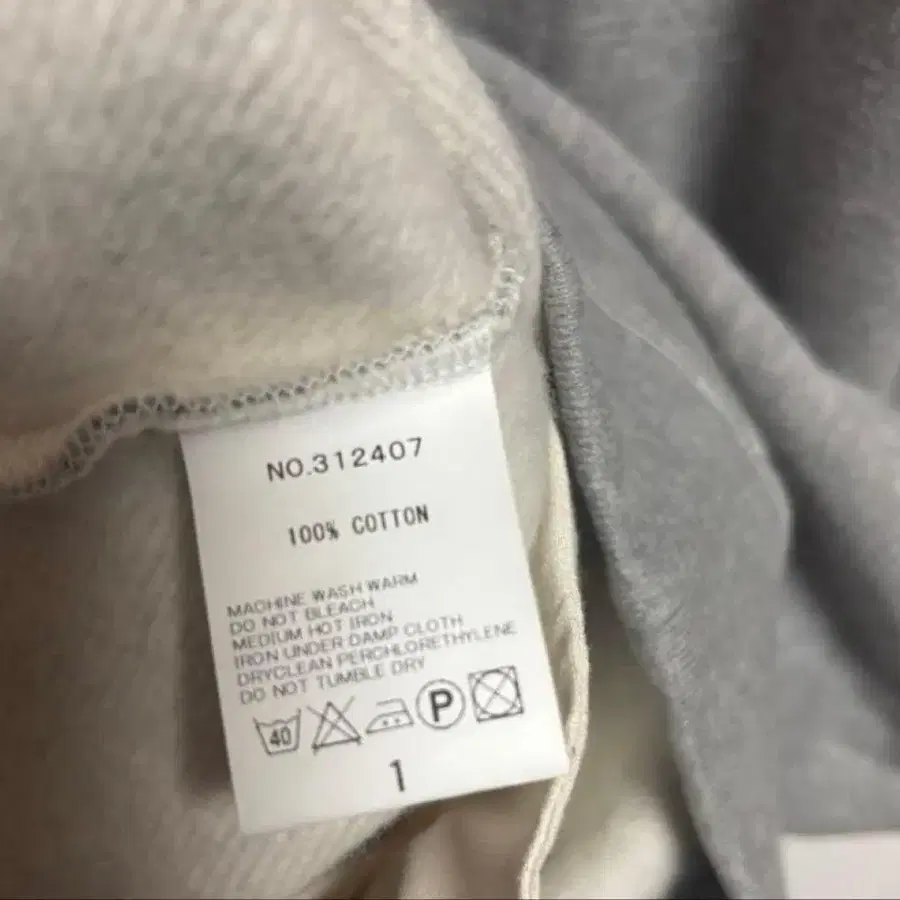 NO.312407
100% COTTON
MACHINE WASH WARM
DO NOT BLEACH
MEDIUM HOT IRON
IRON UNDER DAMP CLOTH
DRYCLEAN PERCHLORETHYLENE
DO NOT TUMBLE DRY
40 P
1